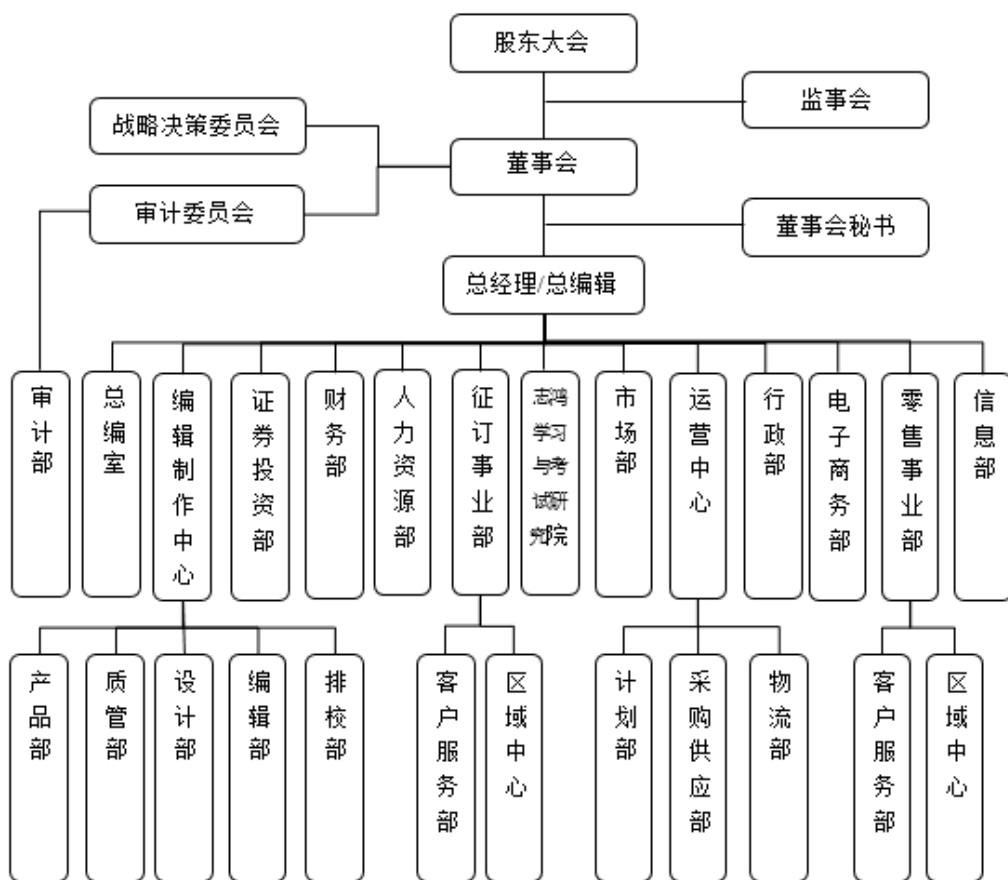 股东大会
监事会
战略决策委员会
董事会
审计委员会
董事会秘书
总经理/总编辑
审计部
总编室
编辑制作中心
证券投资部
财务部
人力资源部
征订事业部
志鸿
学习
与考
试研
究院
市场部
运营中心
行政部
电子商务部
零售事业部
信息部
产品部
质管部
设计部
编辑部
排校部
客户服务部
区域中心
计划部
采购供应部
物流部
客户服务部
区域中心